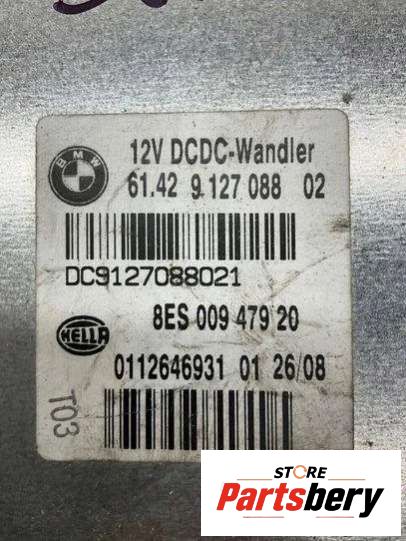 BMW
12V DCDC-Wandler
61.42 9 127 088 02
DC9127088021
8ES 009 479 20
HELLA
0112646931 01 26/08
T03
STORE
Partsbery